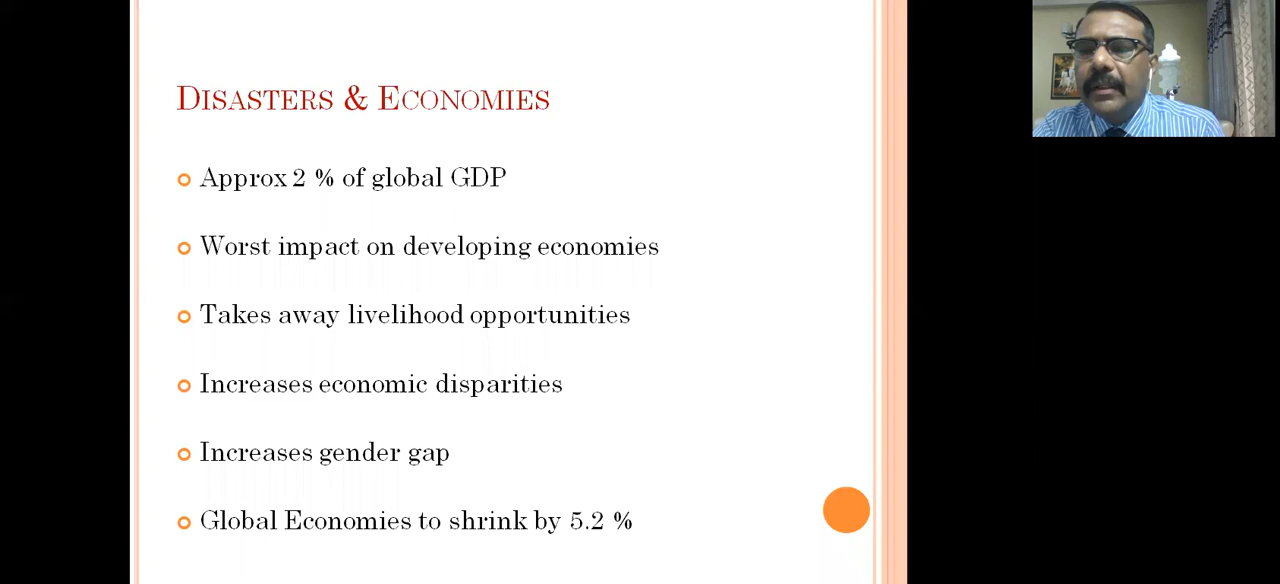 DISASTERS & ECONOMIES
Approx 2 % of global GDP
Worst impact on developing economies
Takes away livelihood opportunities
Increases economic disparities
Increases gender gap
Global Economies to shrink by 5.2 %